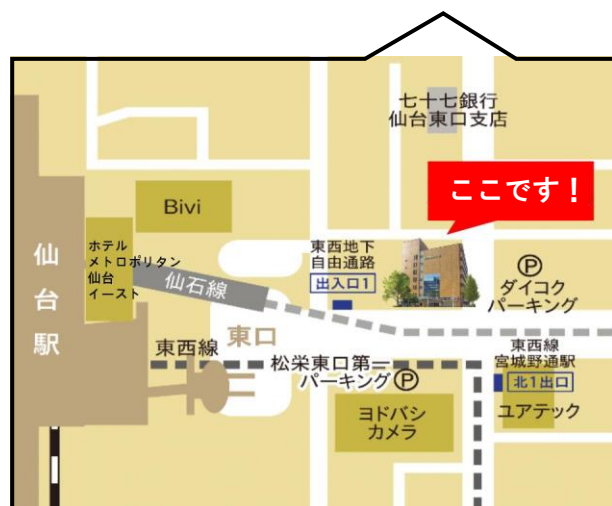 七十七銀行
仙台東口支店
ここです！
Bivi
仙台駅
ホテル
メトロポリタン
仙台
イースト
仙石線
東西地下
自由通路
出入口1
P
ダイコク
パーキング
東口
東西線
松栄東口第一
パーキングP
東西線
宮城野通駅
北1出口
ユアテック
ヨドバシ
カメラ